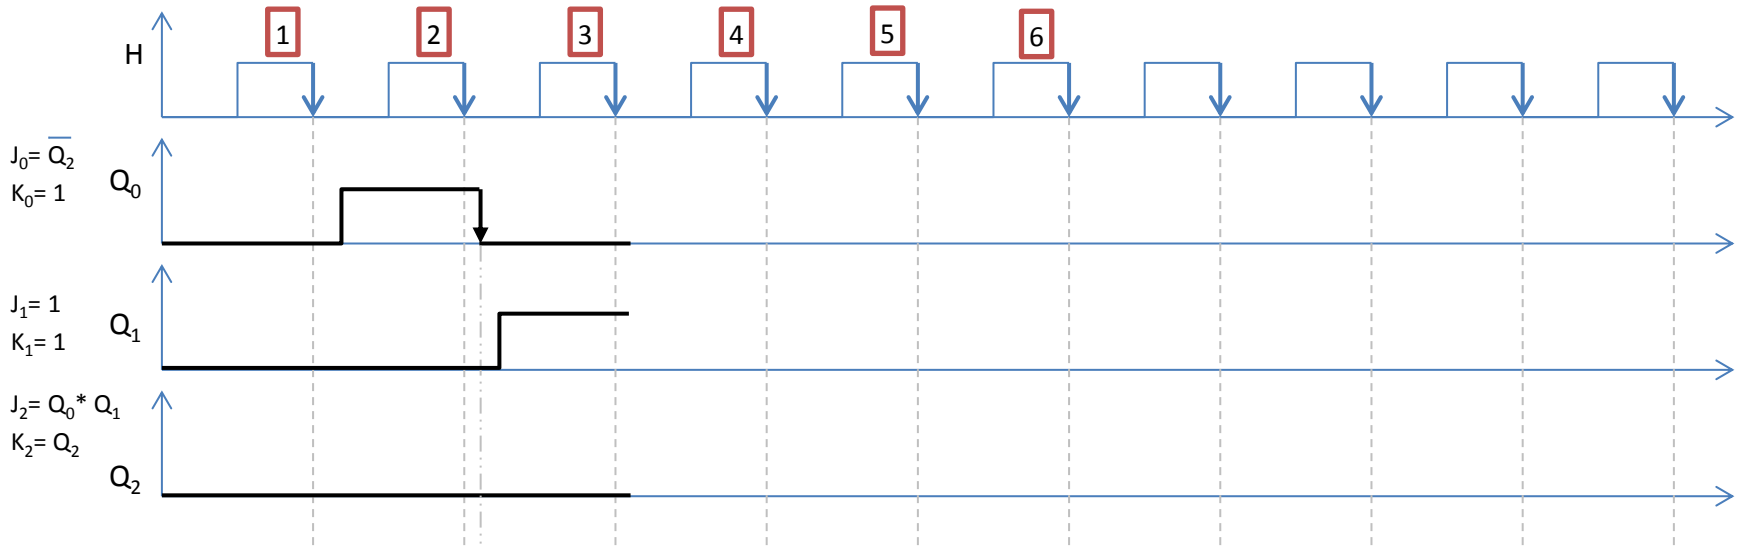 1 2 3 4 5 6
H
J₀= Q̅₂
K₀= 1
Q₀
J₁= 1
K₁= 1
Q₁
J₂= Q₀* Q₁
K₂= Q₂
Q₂